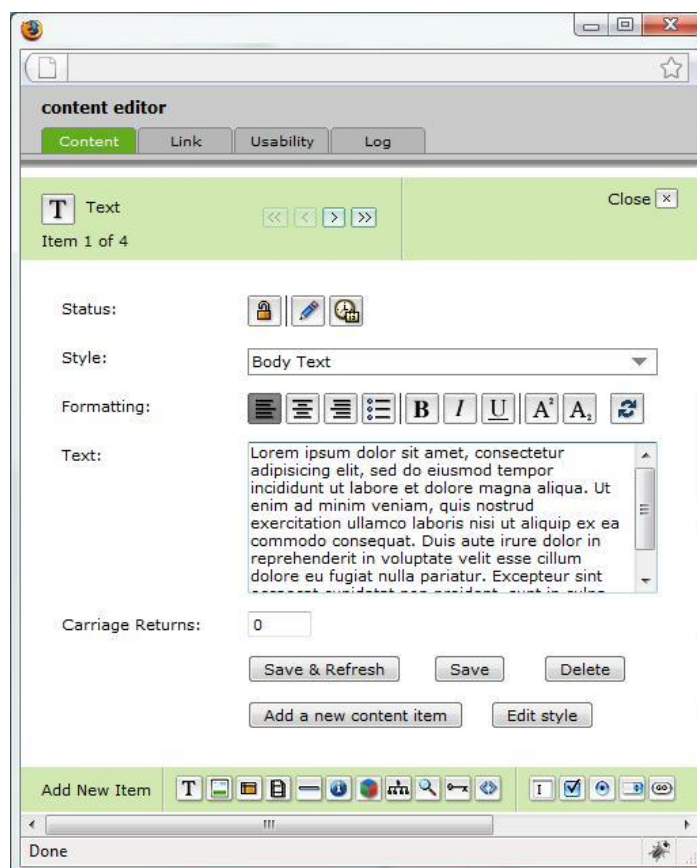 content editor
Content Link Usability Log
T Text
Close
Item 1 of 4
Status:
Style: Body Text
Formatting: B I U A² A₂
Text: Lorem ipsum dolor sit amet, consectetur
adipisicing elit, sed do eiusmod tempor
incididunt ut labore et dolore magna aliqua. Ut
enim ad minim veniam, quis nostrud
exercitation ullamco laboris nisi ut aliquip ex ea
commodo consequat. Duis aute irure dolor in
reprehenderit in voluptate velit esse cillum
dolore eu fugiat nulla pariatur. Excepteur sint
Carriage Returns: 0
Save & Refresh Save Delete
Add a new content item Edit style
Add New Item T I GO
Done